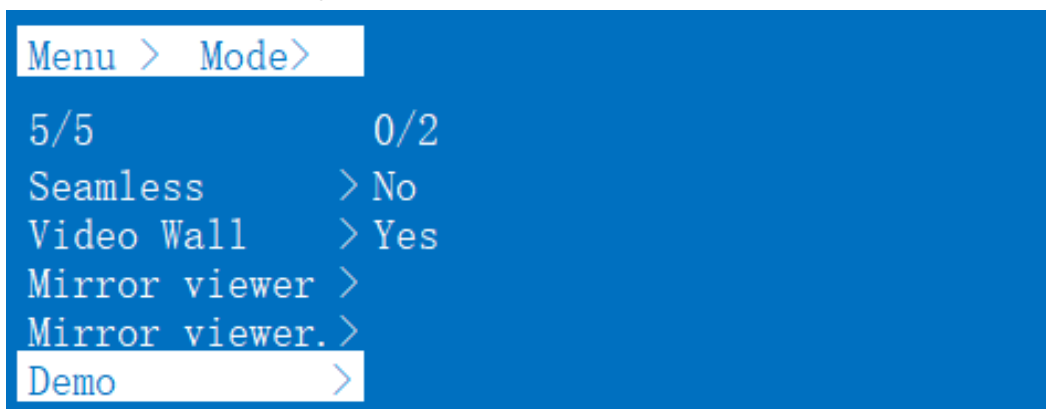 Menu > Mode>
5/5 0/2
Seamless > No
Video Wall > Yes
Mirror viewer >
Mirror viewer.>
Demo >